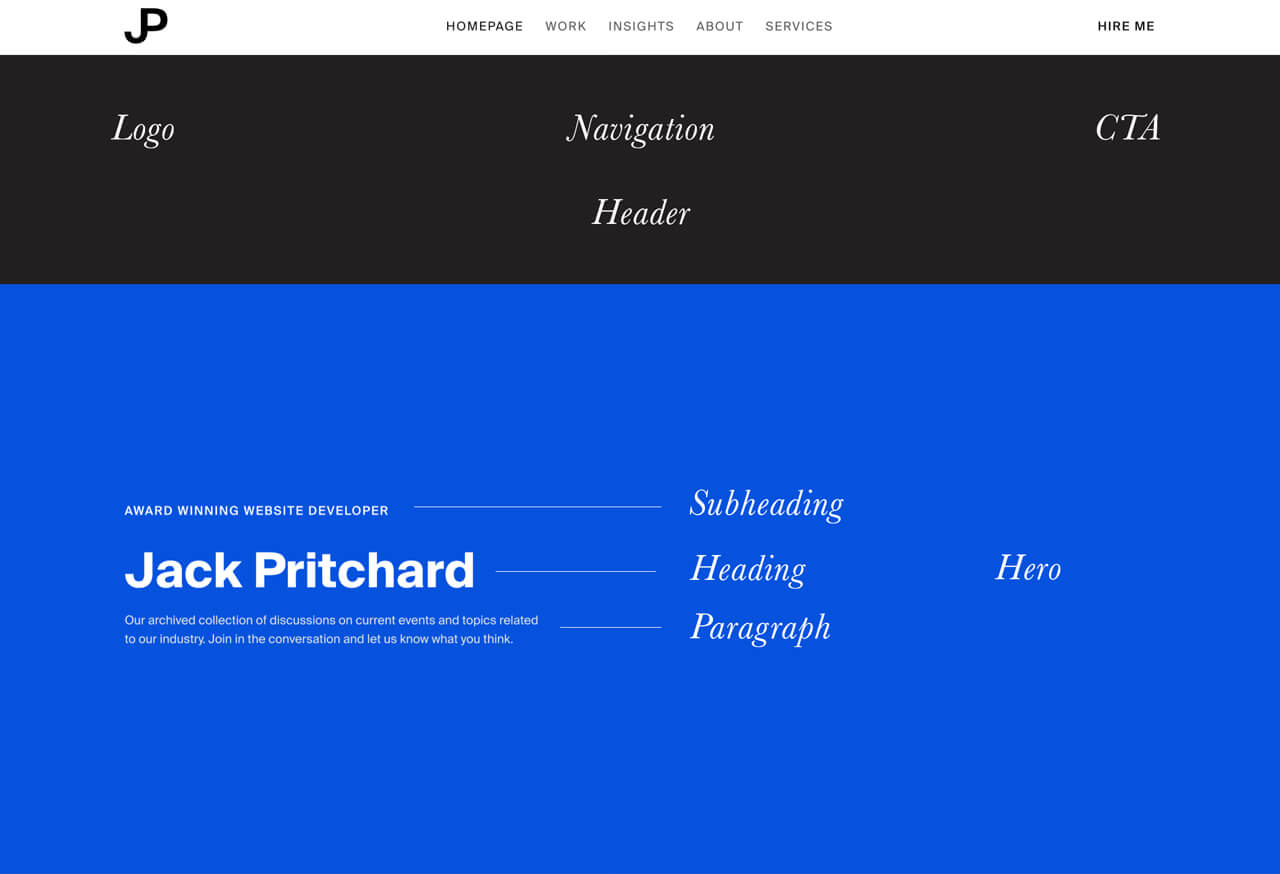 JP
HOMEPAGE WORK INSIGHTS ABOUT SERVICES
HIRE ME
Logo
Navigation
CTA
Header
AWARD WINNING WEBSITE DEVELOPER
Subheading
Jack Pritchard
Heading
Hero
Our archived collection of discussions on current events and topics related
to our industry. Join in the conversation and let us know what you think.
Paragraph